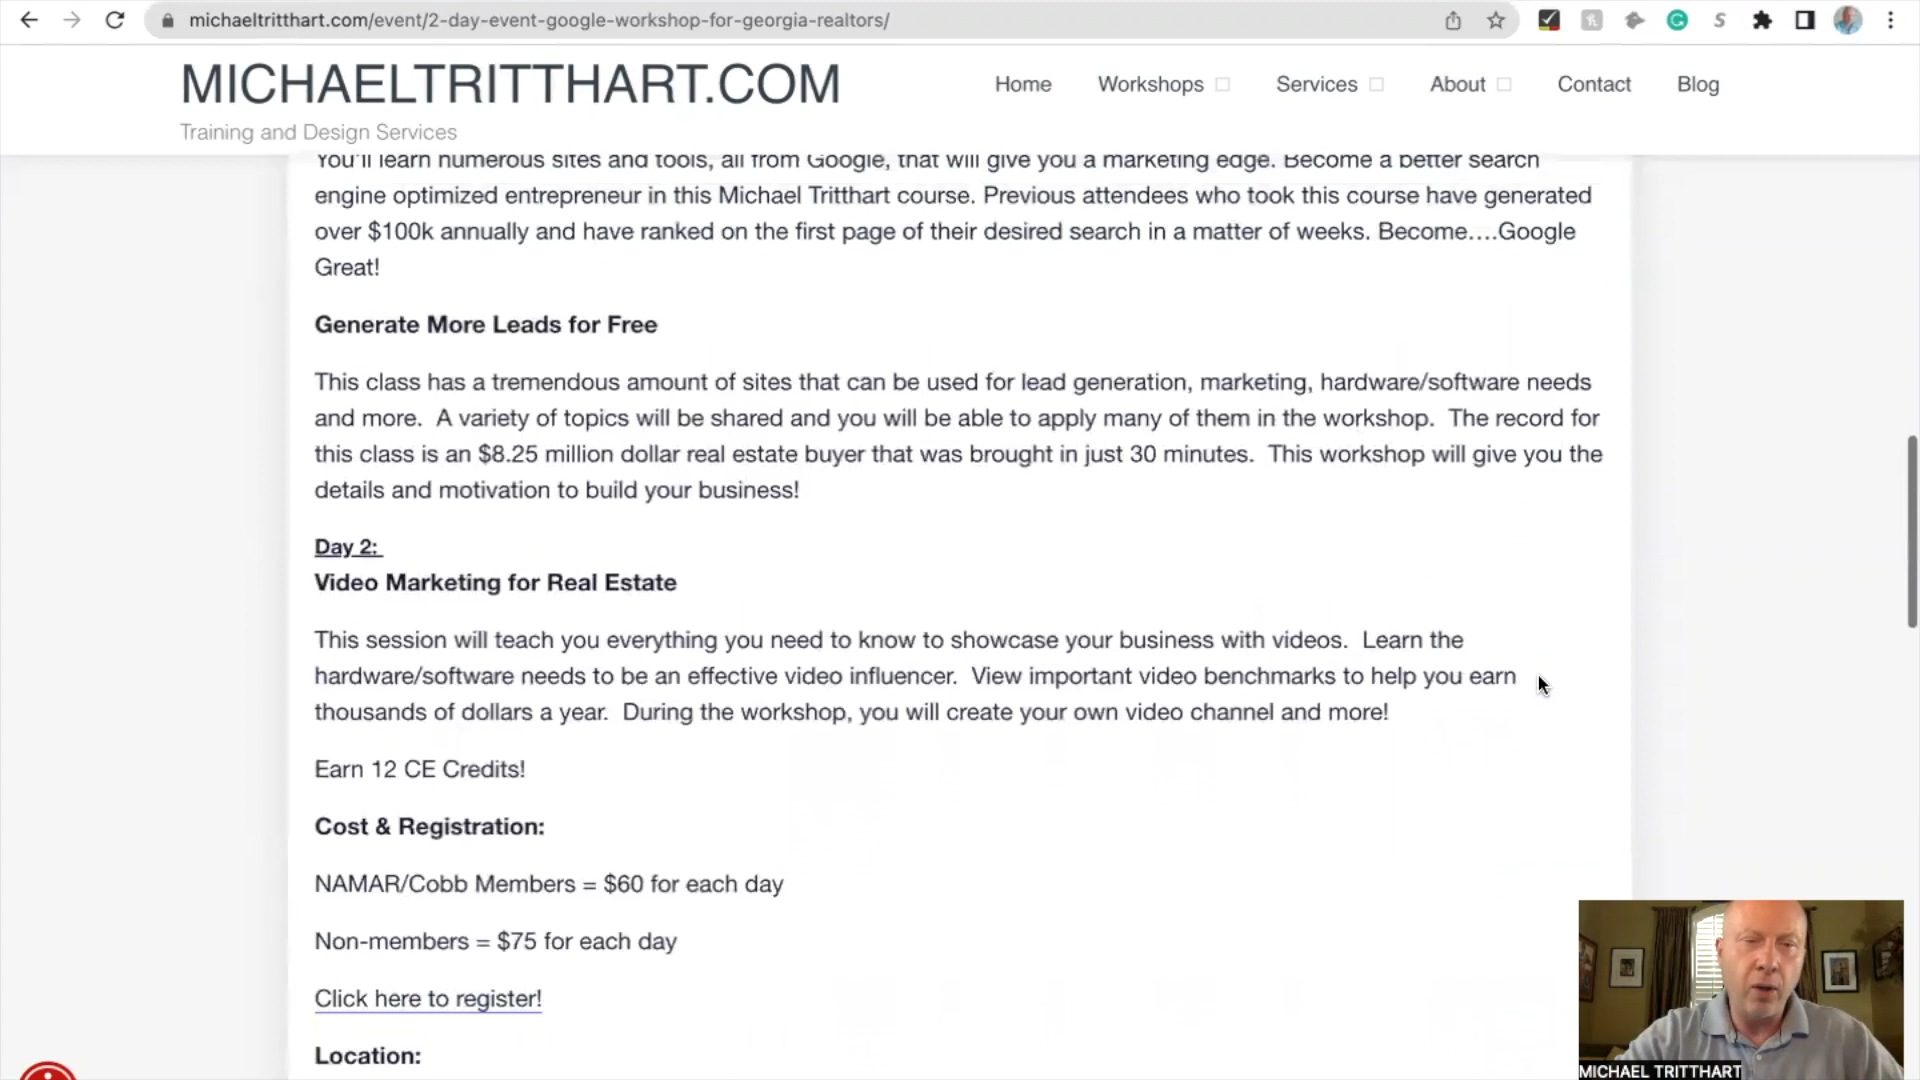 michaeltritthart.com/event/2-day-event-google-workshop-for-georgia-realtors/
MICHAELTRITTHART.COM
Training and Design Services
Home Workshops Services About Contact Blog
You'll learn numerous sites and tools, all from Google, that will give you a marketing edge. Become a better search
engine optimized entrepreneur in this Michael Tritthart course. Previous attendees who took this course have generated
over $100k annually and have ranked on the first page of their desired search in a matter of weeks. Become....Google
Great!
Generate More Leads for Free
This class has a tremendous amount of sites that can be used for lead generation, marketing, hardware/software needs
and more. A variety of topics will be shared and you will be able to apply many of them in the workshop. The record for
this class is an $8.25 million dollar real estate buyer that was brought in just 30 minutes. This workshop will give you the
details and motivation to build your business!
Day 2:
Video Marketing for Real Estate
This session will teach you everything you need to know to showcase your business with videos. Learn the
hardware/software needs to be an effective video influencer. View important video benchmarks to help you earn
thousands of dollars a year. During the workshop, you will create your own video channel and more!
Earn 12 CE Credits!
Cost & Registration:
NAMAR/Cobb Members = $60 for each day
Non-members = $75 for each day
Click here to register!
Location:
MICHAEL TRITTHART